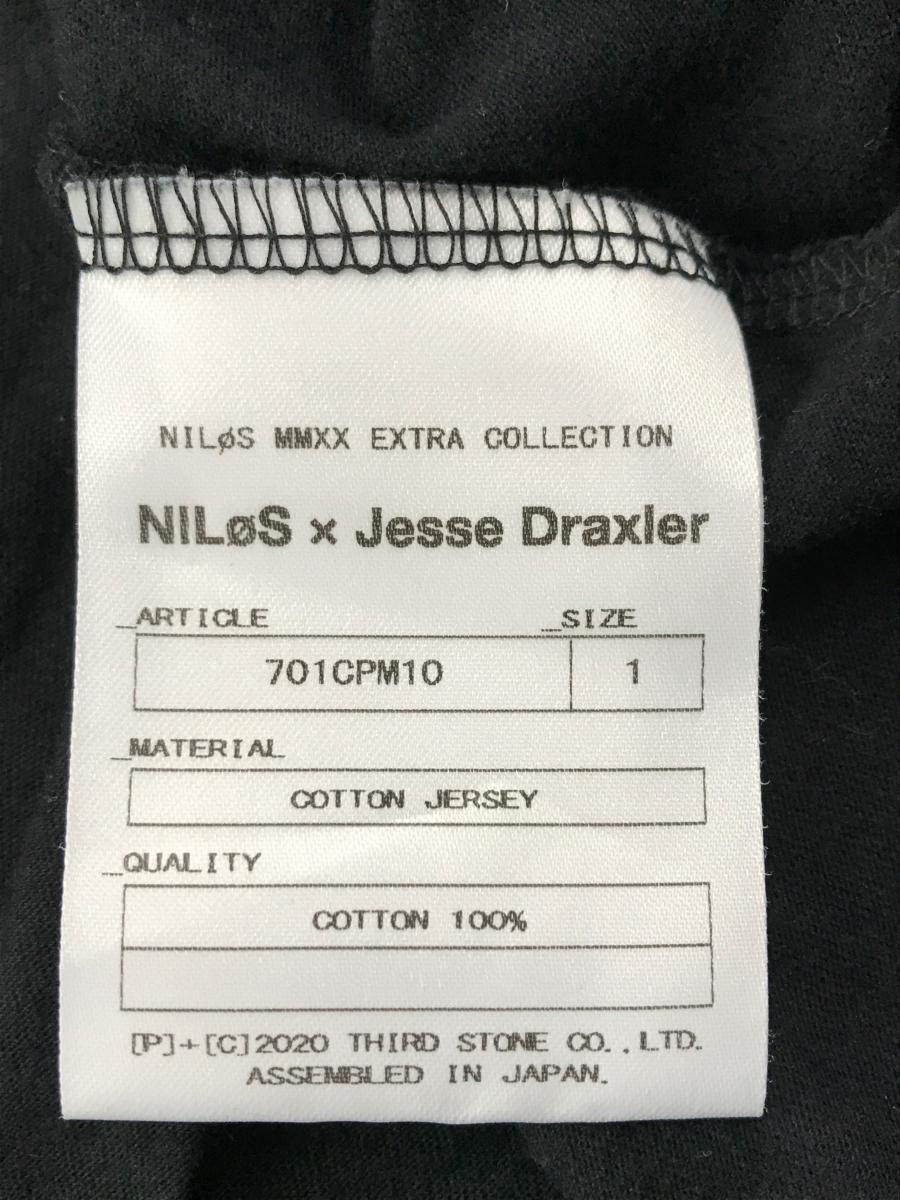 NILøS MMXX EXTRA COLLECTION
NILøS × Jesse Draxler
_ARTICLE _SIZE
701CPM10 1
_MATERIAL
COTTON JERSEY
_QUALITY
COTTON 100%
[P]+[C]2020 THIRD STONE CO.,LTD.
ASSEMBLED IN JAPAN.